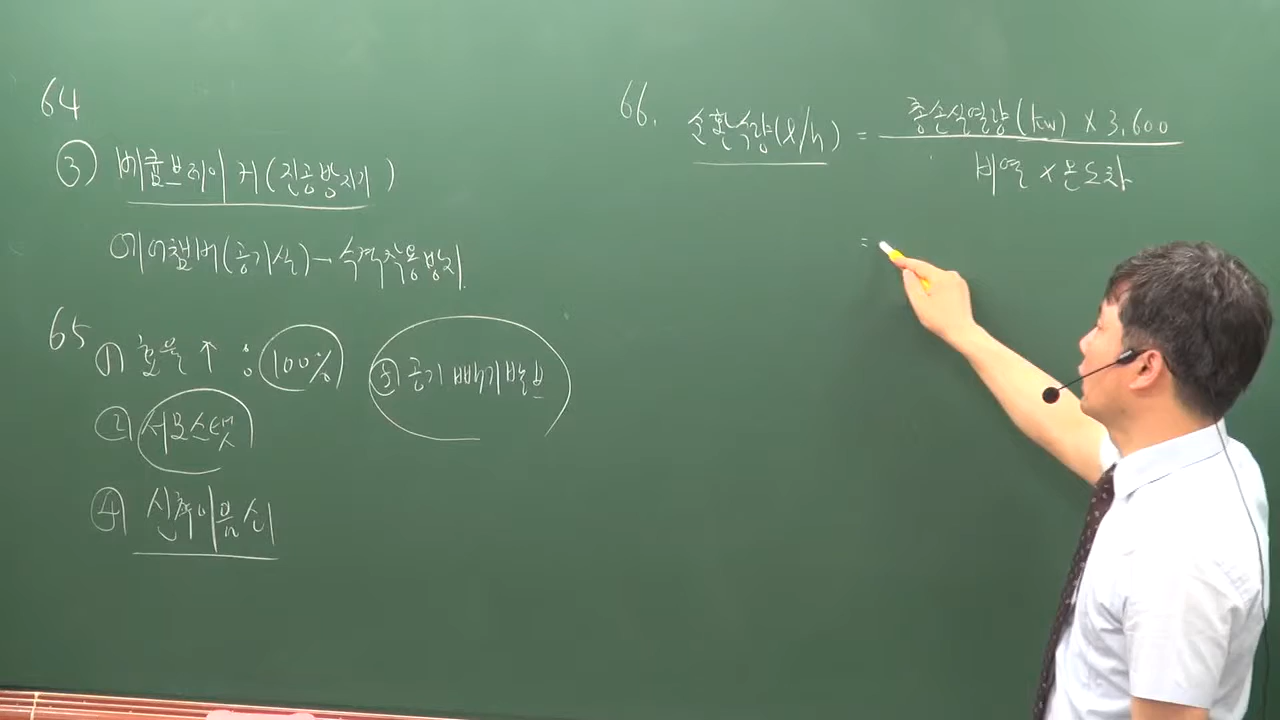 64
③ 버큠브레이커(진공방지기)
에어챔버(공기실) → 수격작용방지.
65
① 효율↑ : 100%
⑤ 공기빼기밸브
② 서모스탯
④ 신축이음쇠
66. 순환수량(ℓ/h) = 총손실열량(kW) × 3,600
비열 × 온도차
=